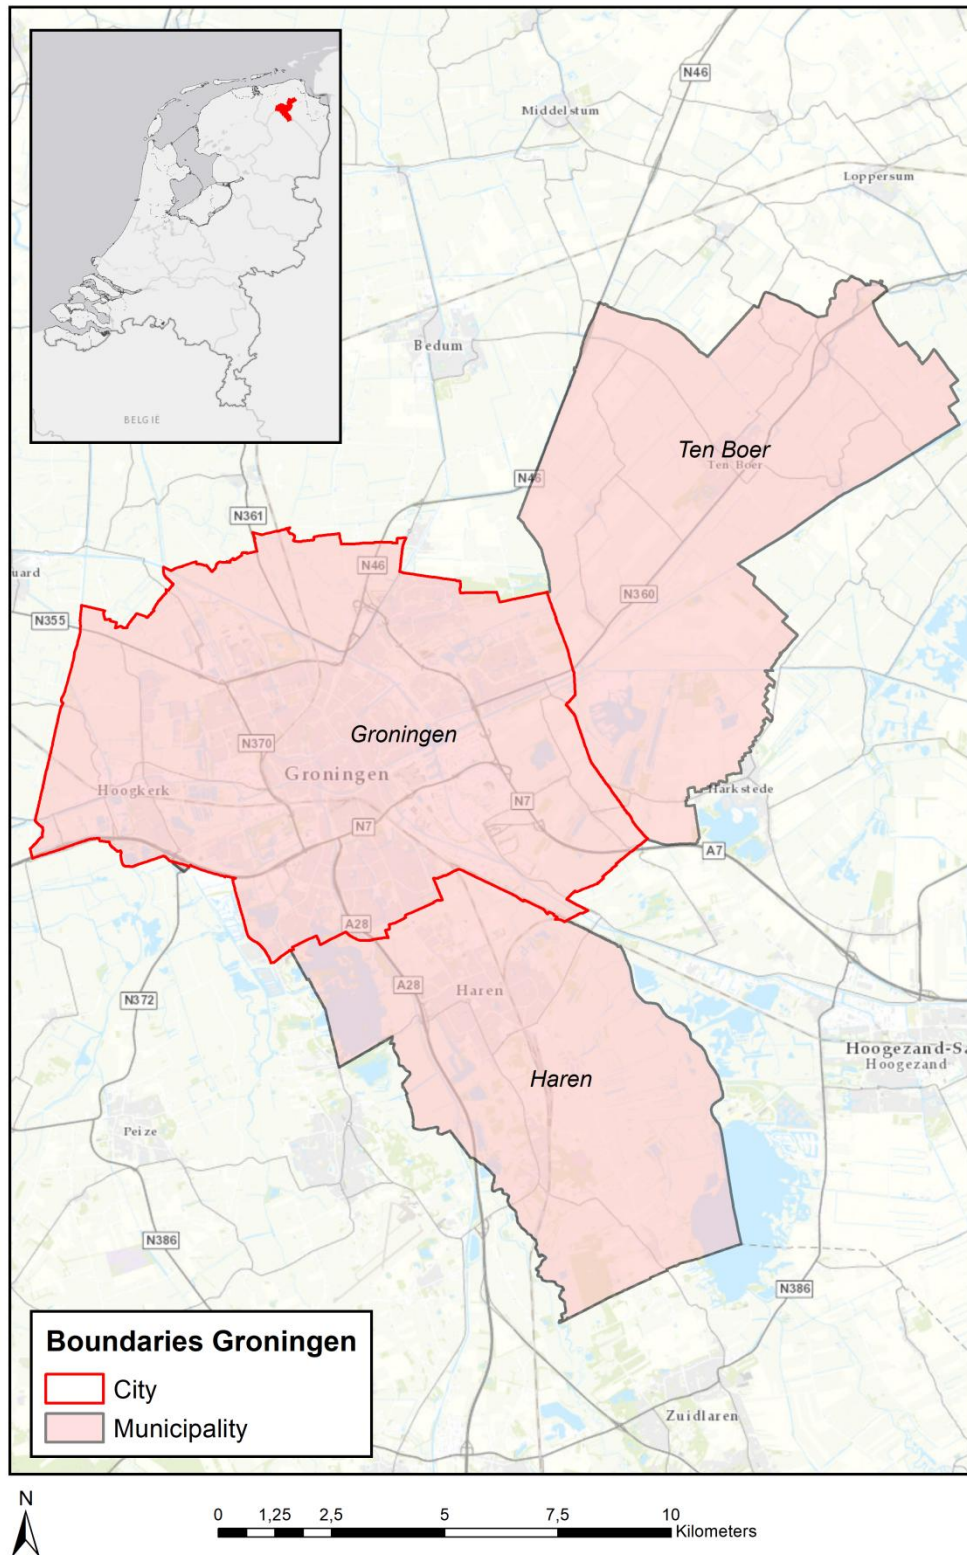 BELGIË
N46
Middelstum
Loppersum
Bedum
Ten Boer
Ten Boer
N46
N361
N46
uard
N360
N355
Groningen
N370
Groningen
Hoogkerk
N7
Harkstede
N7
A7
A28
A28
Haren
N372
Hoogezand-Sa
Hoogezand
Haren
Peize
N386
N386
Zuidlaren
Boundaries Groningen
City
Municipality
N
0 1,25 2,5 5 7,5 10
Kilometers